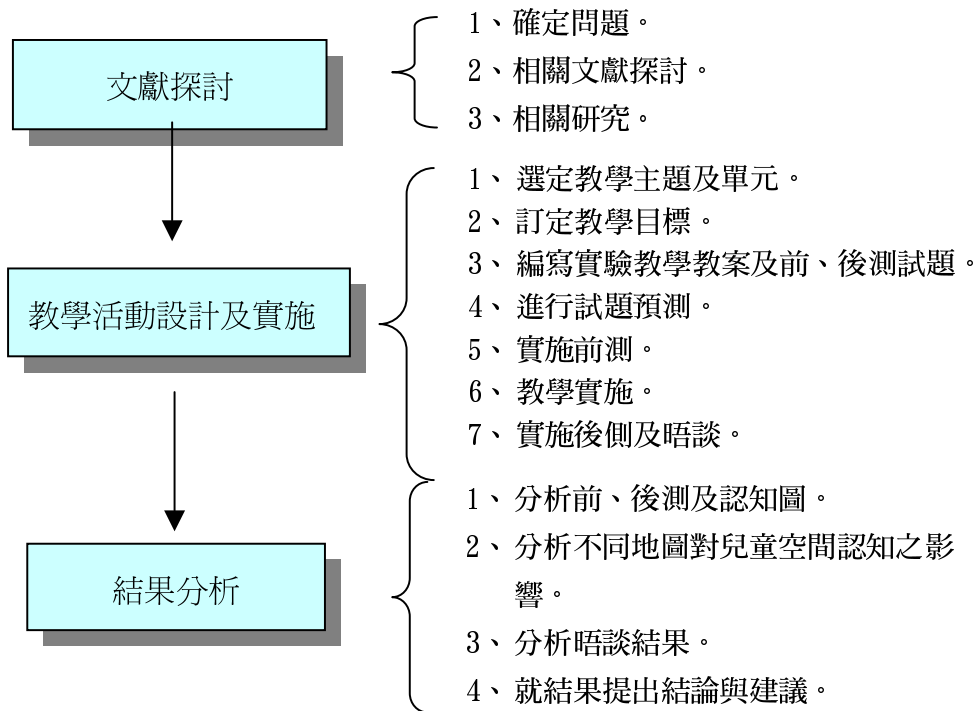 文獻探討
1、確定問題。
2、相關文獻探討。
3、相關研究。
教學活動設計及實施
1、 選定教學主題及單元。
2、 訂定教學目標。
3、 編寫實驗教學教案及前、後測試題。
4、 進行試題預測。
5、 實施前測。
6、 教學實施。
7、 實施後側及晤談。
結果分析
1、 分析前、後測及認知圖。
2、 分析不同地圖對兒童空間認知之影
響。
3、 分析晤談結果。
4、 就結果提出結論與建議。